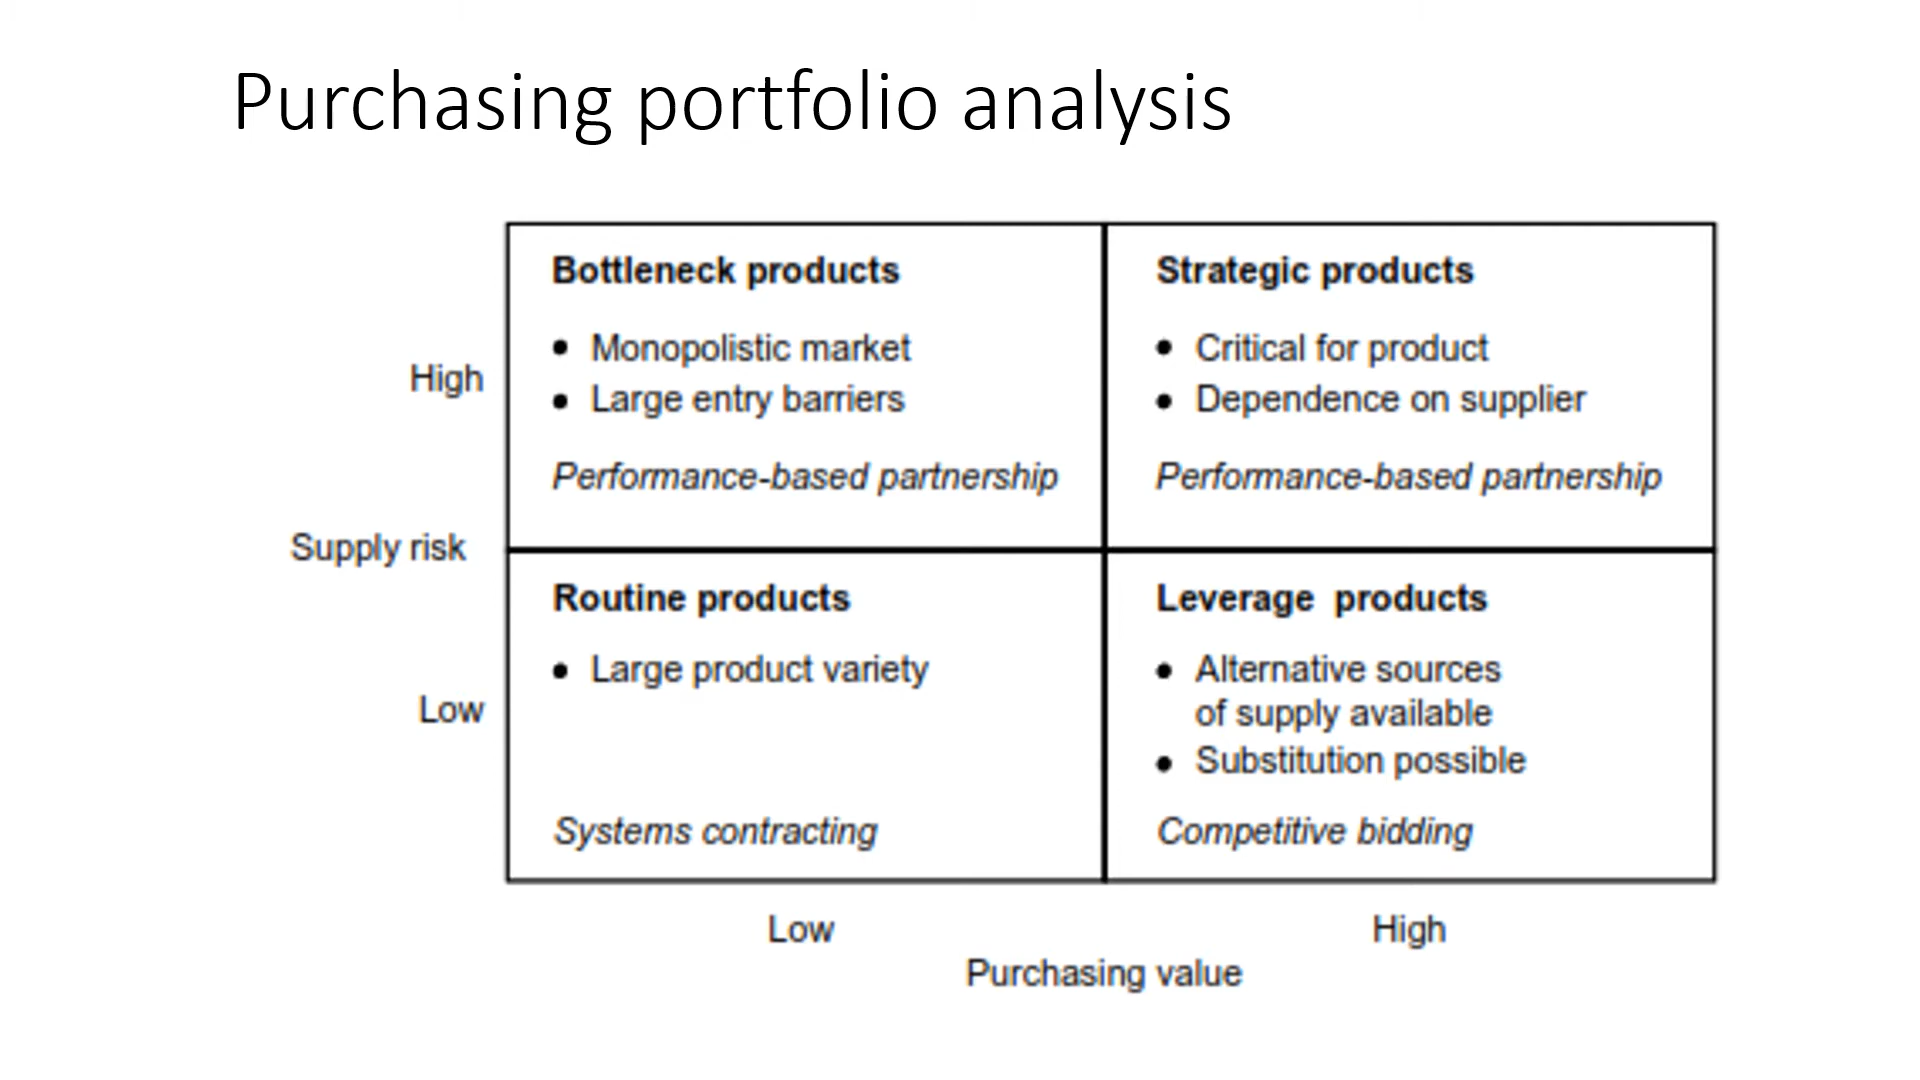 Purchasing portfolio analysis
Bottleneck products
• Monopolistic market
• Large entry barriers
Performance-based partnership
Strategic products
• Critical for product
• Dependence on supplier
Performance-based partnership
High
Supply risk
Low
Routine products
• Large product variety
Systems contracting
Leverage products
• Alternative sources
of supply available
• Substitution possible
Competitive bidding
Low
High
Purchasing value